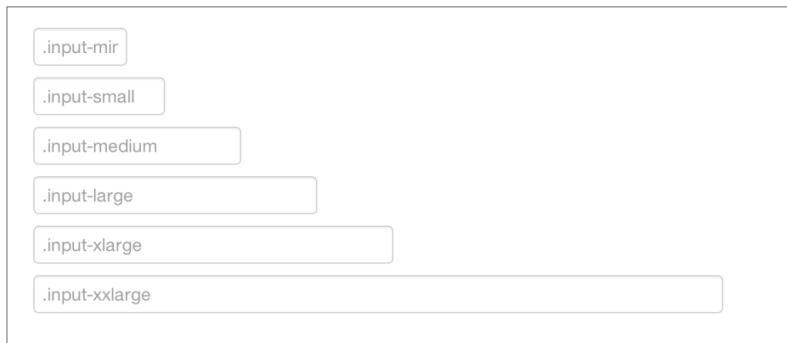 .input-mir
.input-small
.input-medium
.input-large
.input-xlarge
.input-xxlarge